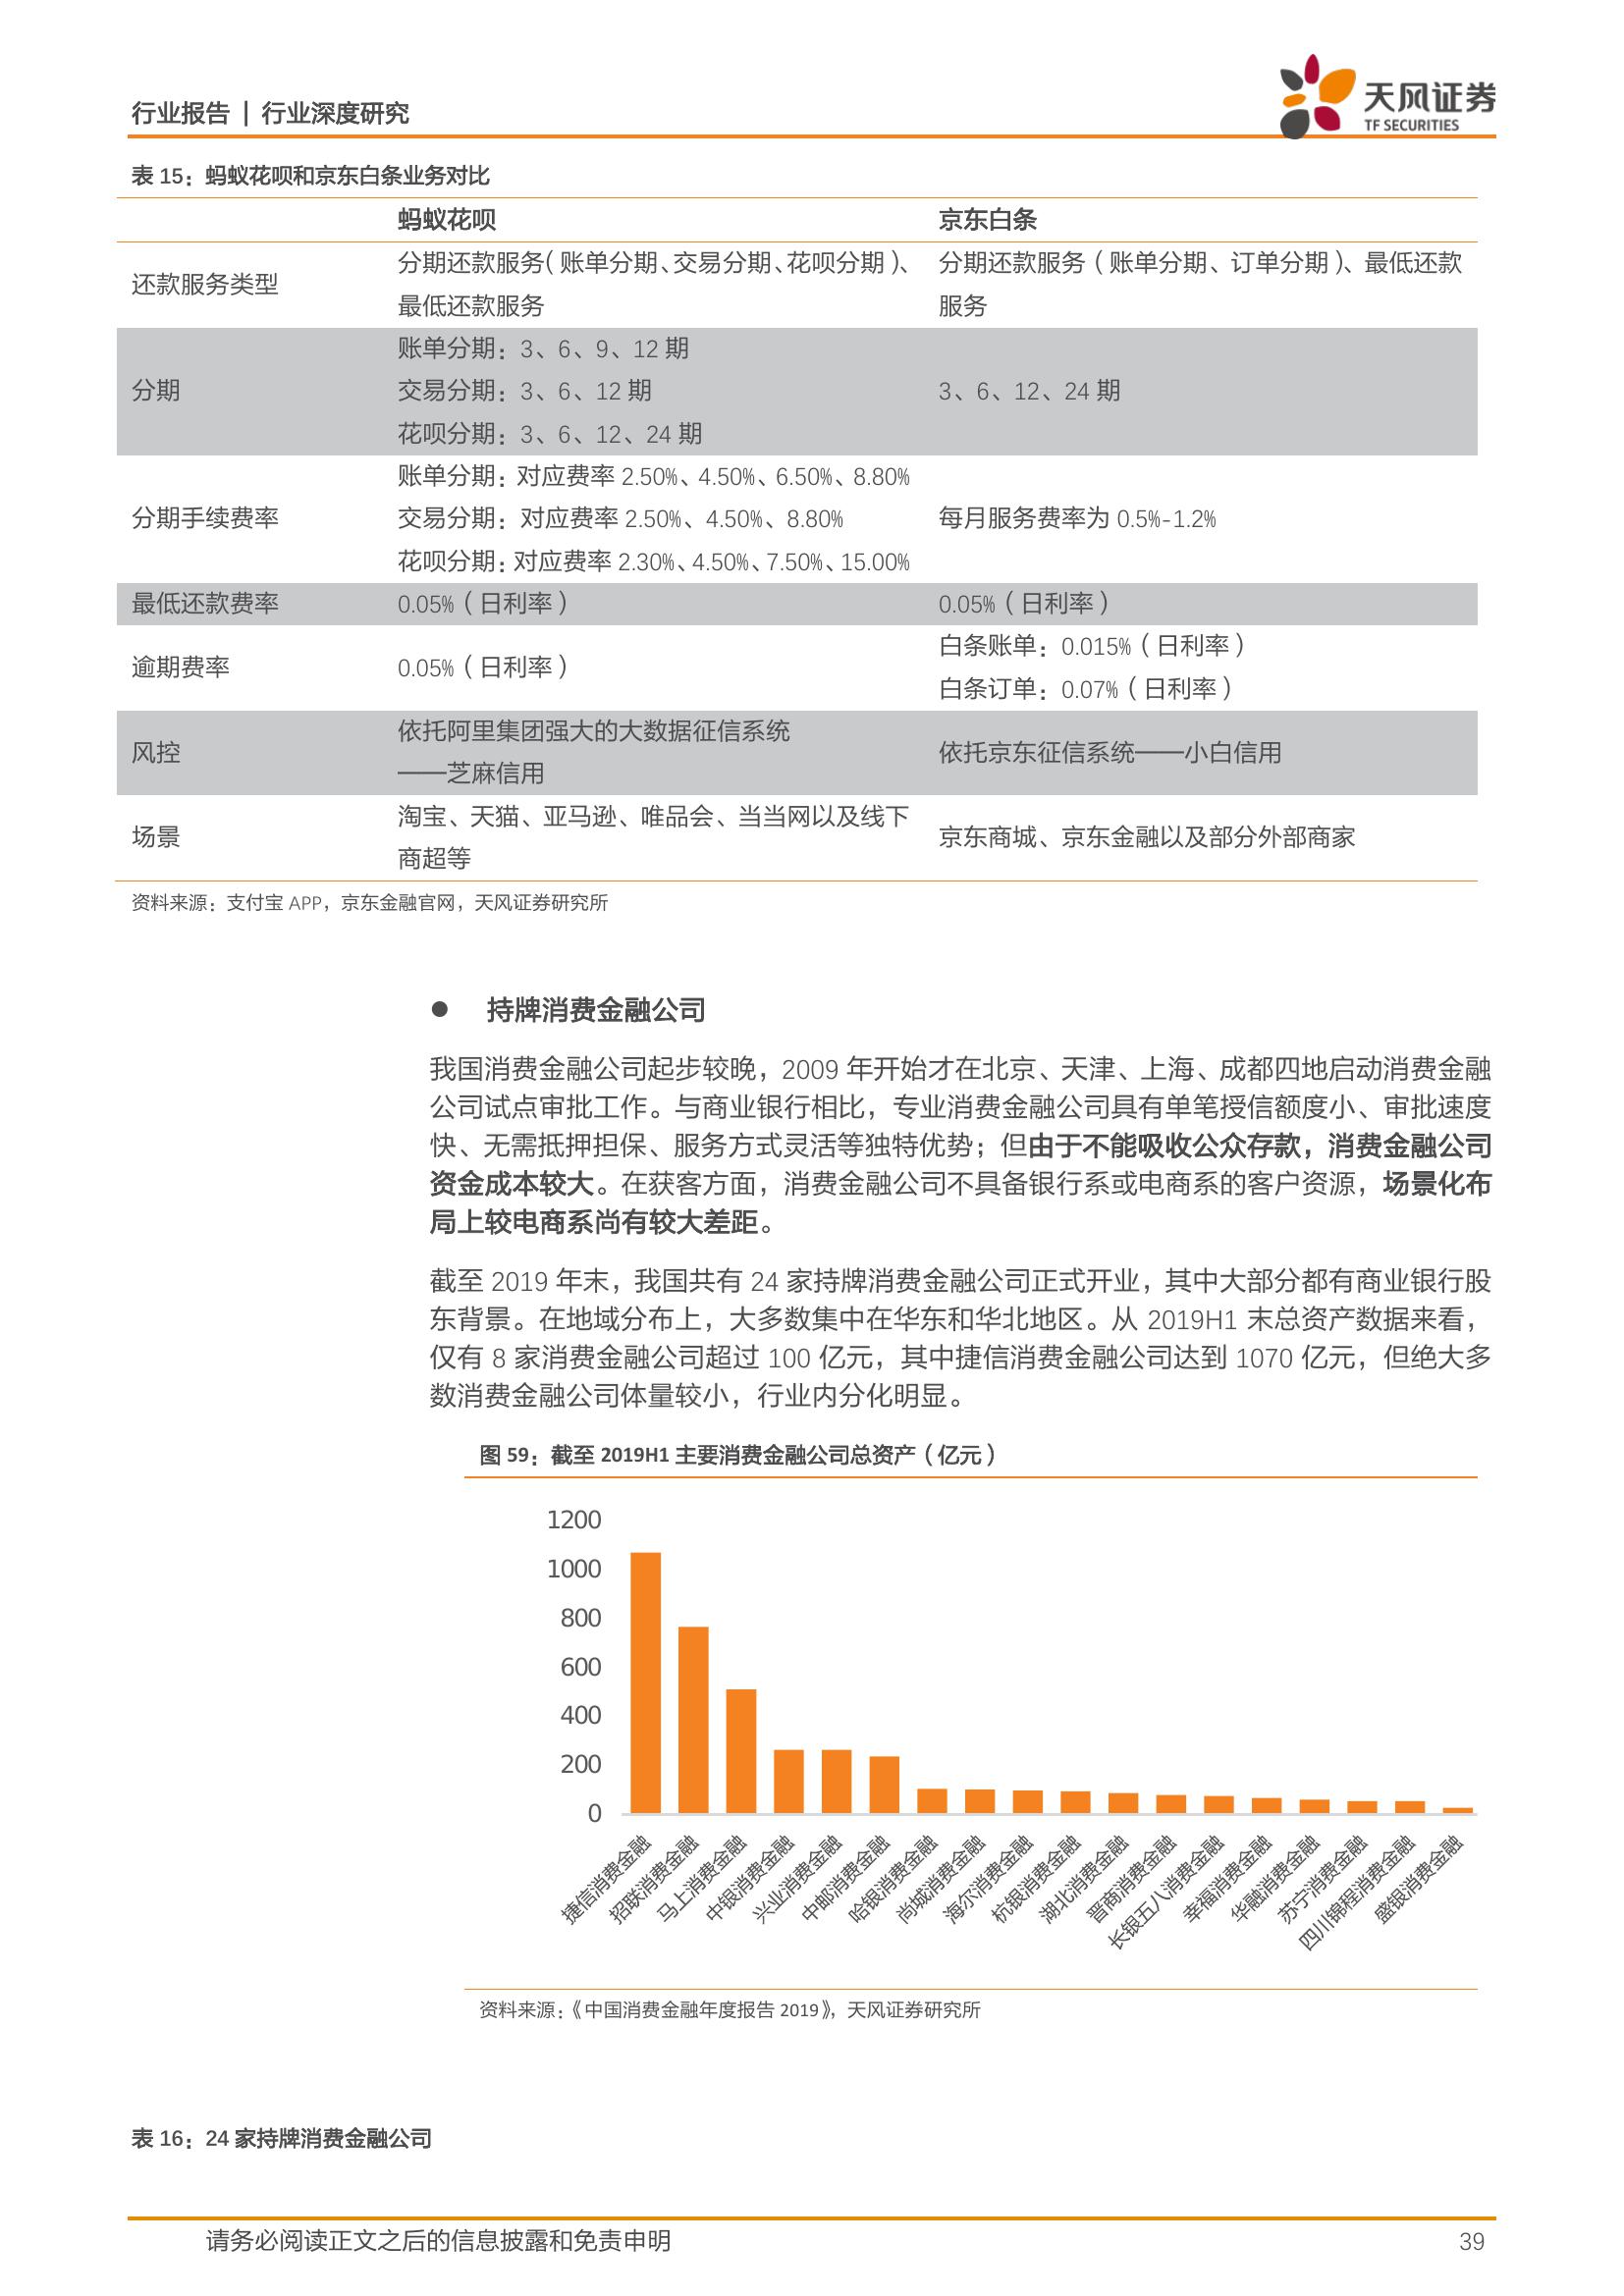 行业报告 | 行业深度研究
天风证券
TF SECURITIES
表 15：蚂蚁花呗和京东白条业务对比
蚂蚁花呗 京东白条
还款服务类型
分期还款服务（账单分期、交易分期、花呗分期）、
最低还款服务
分期还款服务（账单分期、订单分期）、最低还款
服务
分期
账单分期：3、6、9、12 期
交易分期：3、6、12 期
花呗分期：3、6、12、24 期
3、6、12、24 期
分期手续费率
账单分期：对应费率 2.50%、4.50%、6.50%、8.80%
交易分期：对应费率 2.50%、4.50%、8.80%
花呗分期：对应费率 2.30%、4.50%、7.50%、15.00%
每月服务费率为 0.5%-1.2%
最低还款费率 0.05%（日利率） 0.05%（日利率）
逾期费率 0.05%（日利率）
白条账单：0.015%（日利率）
白条订单：0.07%（日利率）
风控
依托阿里集团强大的大数据征信系统
——芝麻信用
依托京东征信系统——小白信用
场景
淘宝、天猫、亚马逊、唯品会、当当网以及线下
商超等
京东商城、京东金融以及部分外部商家
资料来源：支付宝 APP，京东金融官网，天风证券研究所
● 持牌消费金融公司
我国消费金融公司起步较晚，2009 年开始才在北京、天津、上海、成都四地启动消费金融
公司试点审批工作。与商业银行相比，专业消费金融公司具有单笔授信额度小、审批速度
快、无需抵押担保、服务方式灵活等独特优势；但由于不能吸收公众存款，消费金融公司
资金成本较大。在获客方面，消费金融公司不具备银行系或电商系的客户资源，场景化布
局上较电商系尚有较大差距。
截至 2019 年末，我国共有 24 家持牌消费金融公司正式开业，其中大部分都有商业银行股
东背景。在地域分布上，大多数集中在华东和华北地区。从 2019H1 末总资产数据来看，
仅有 8 家消费金融公司超过 100 亿元，其中捷信消费金融公司达到 1070 亿元，但绝大多
数消费金融公司体量较小，行业内分化明显。
图 59：截至 2019H1 主要消费金融公司总资产（亿元）
1200
1000
800
600
400
200
0
捷信消费金融
招联消费金融
马上消费金融
中银消费金融
兴业消费金融
中邮消费金融
哈银消费金融
尚城消费金融
海尔消费金融
杭银消费金融
湖北消费金融
晋商消费金融
长银五八消费金融
幸福消费金融
华融消费金融
苏宁消费金融
四川锦程消费金融
盛银消费金融
资料来源：《中国消费金融年度报告 2019》，天风证券研究所
表 16：24 家持牌消费金融公司
请务必阅读正文之后的信息披露和免责申明 39